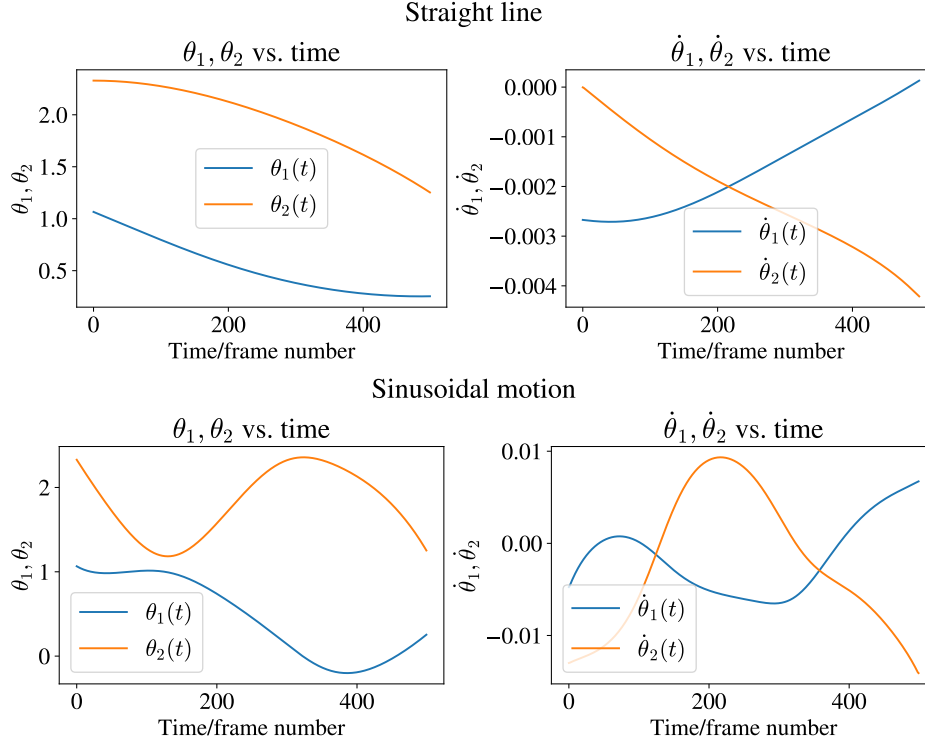 Straight line
θ₁, θ₂ vs. time
θ̇₁, θ̇₂ vs. time
θ₁, θ₂
2.0
1.5
1.0
0.5
θ₁(t)
θ₂(t)
0
200
400
Time/frame number
θ̇₁, θ̇₂
0.000
−0.001
−0.002
−0.003
−0.004
θ̇₁(t)
θ̇₂(t)
0
200
400
Time/frame number
Sinusoidal motion
θ₁, θ₂ vs. time
θ̇₁, θ̇₂ vs. time
θ₁, θ₂
2
1
0
θ₁(t)
θ₂(t)
0
200
400
Time/frame number
θ̇₁, θ̇₂
0.01
0.00
−0.01
θ̇₁(t)
θ̇₂(t)
0
200
400
Time/frame number